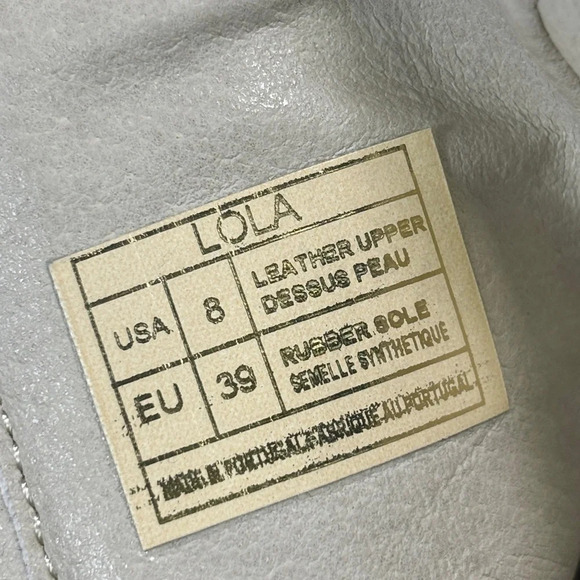 LOLA
USA 8 LEATHER UPPER
DESSUS PEAU
EU 39 RUBBER SOLE
SEMELLE SYNTHETIQUE
MADE IN PORTUGAL/FABRIQUE AU PORTUGAL